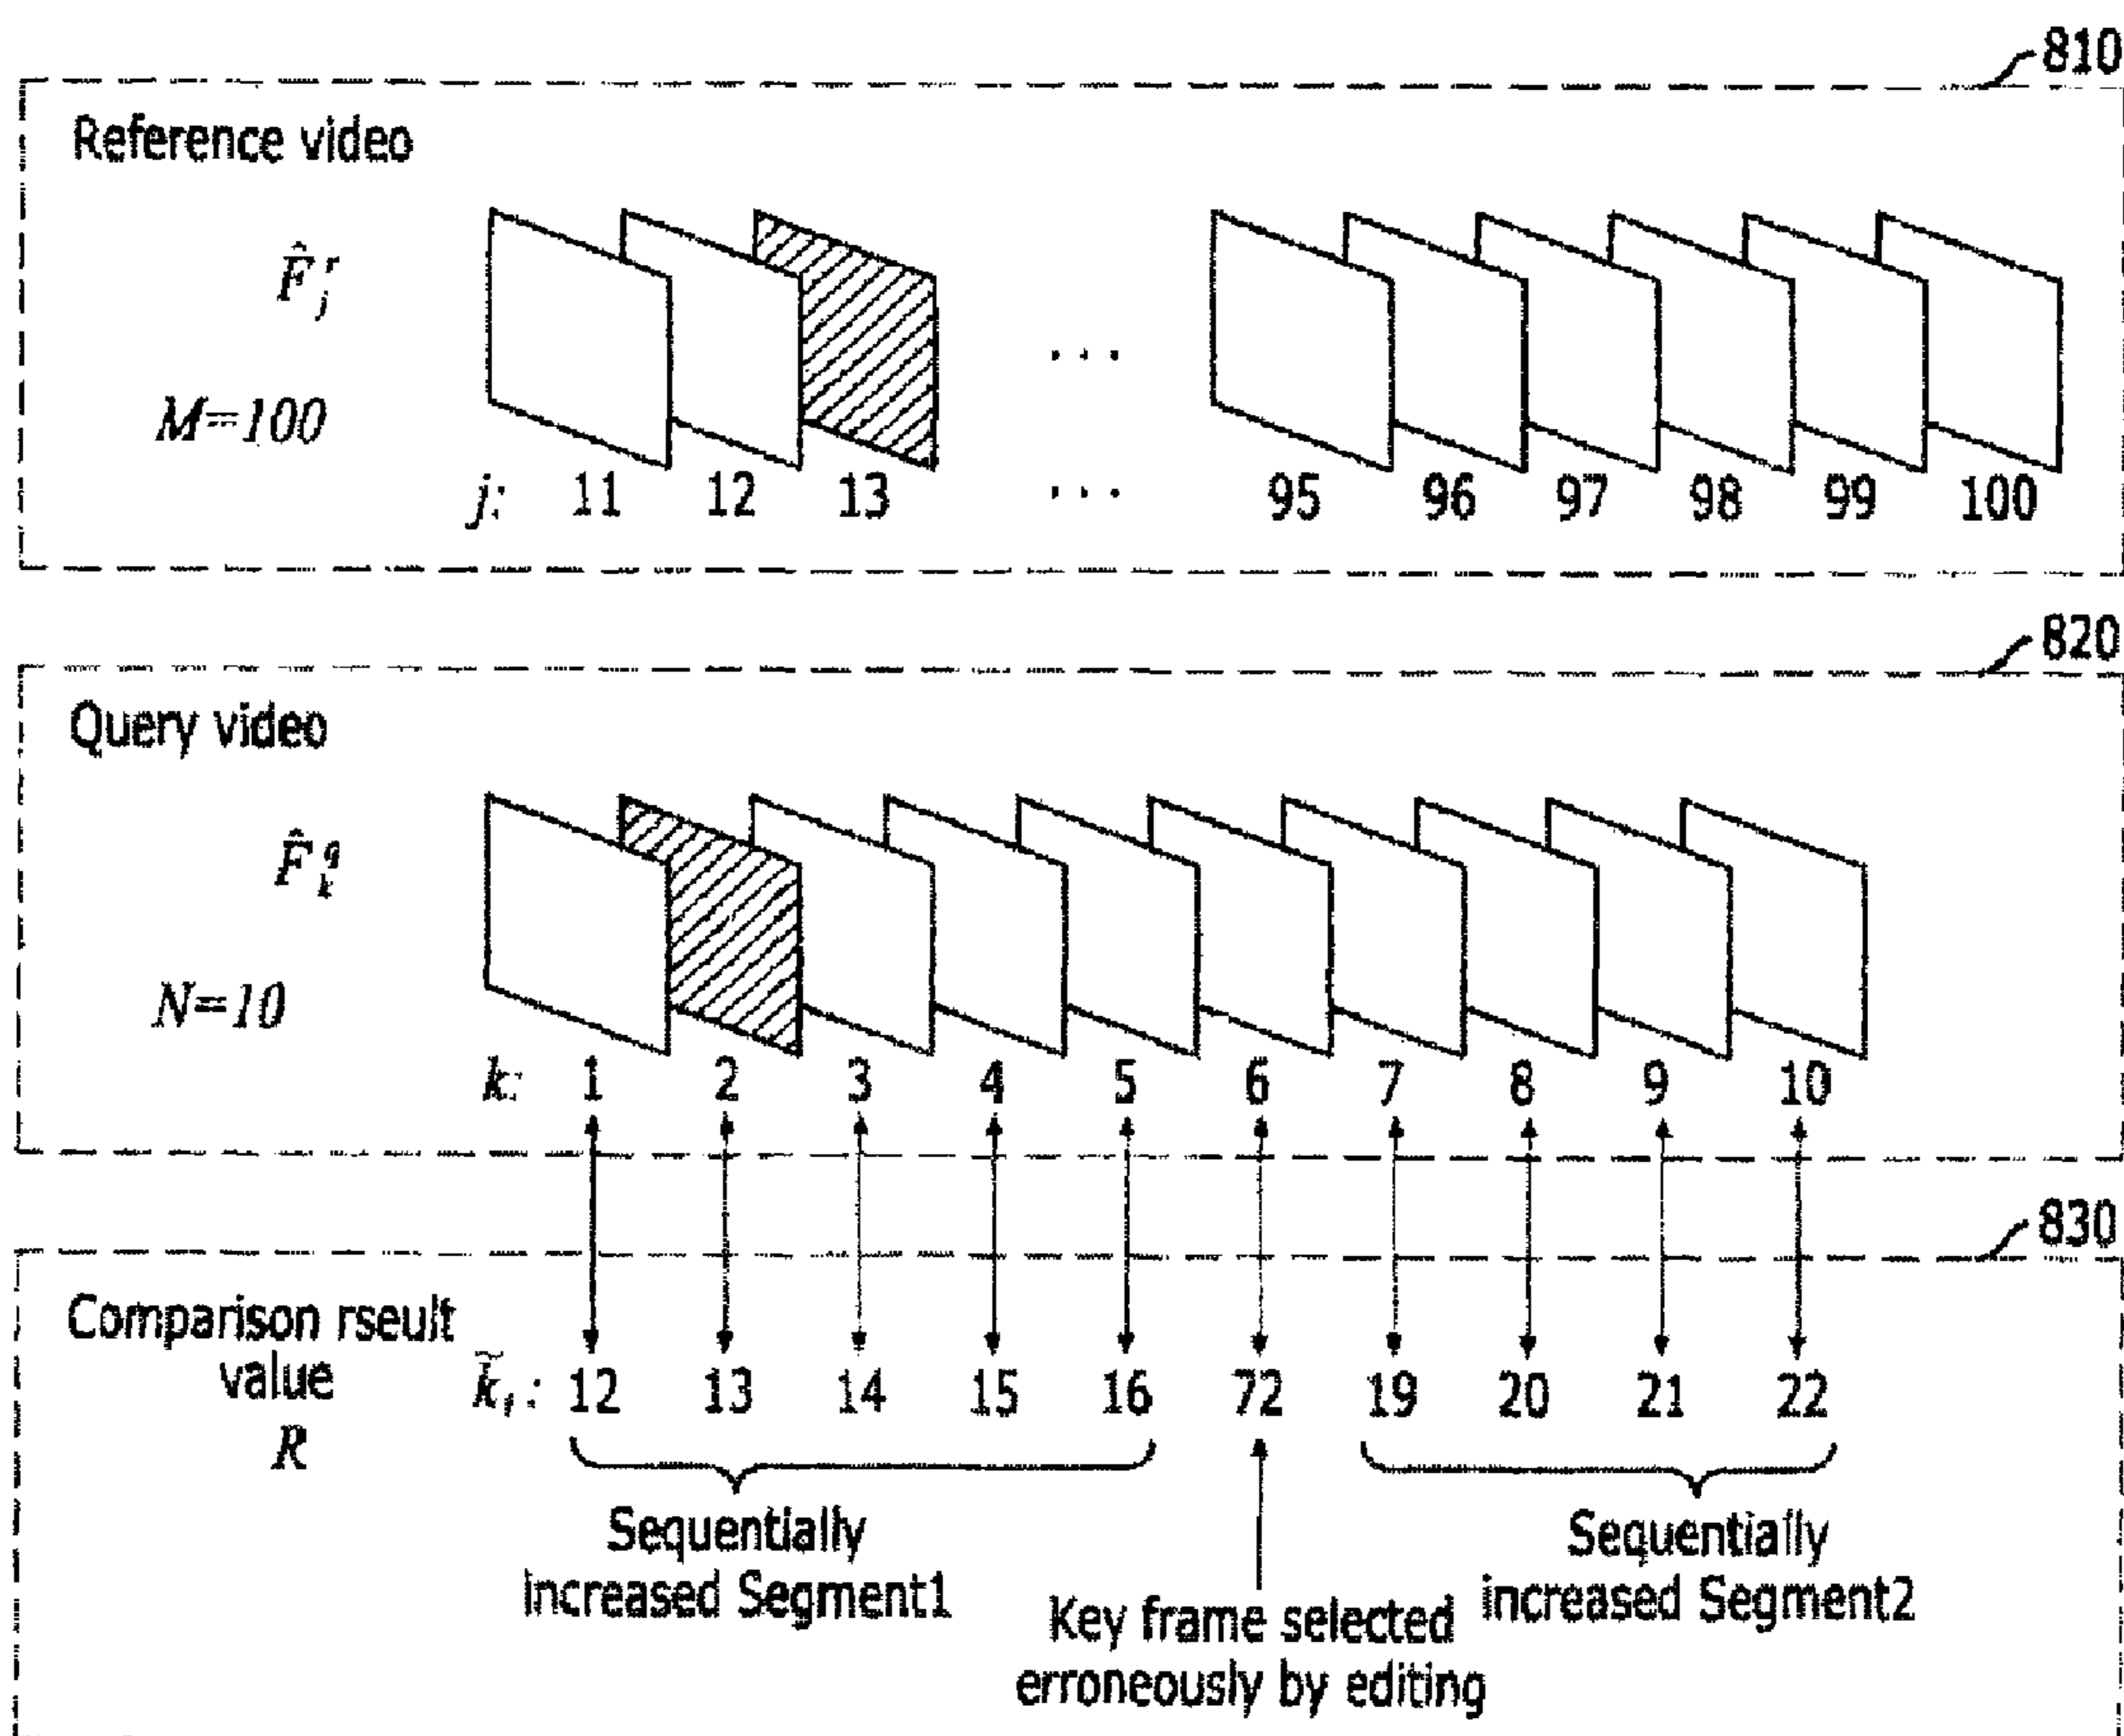 810
Reference video
F̂ʳⱼ
M=100
j: 11 12 13 ... 95 96 97 98 99 100
820
Query video
F̂ᵠₖ
N=10
k: 1 2 3 4 5 6 7 8 9 10
830
Comparison rseult
value
R
k̃ᵢ: 12 13 14 15 16 72 19 20 21 22
Sequentially
increased Segment1
Key frame selected
erroneously by editing
Sequentially
increased Segment2